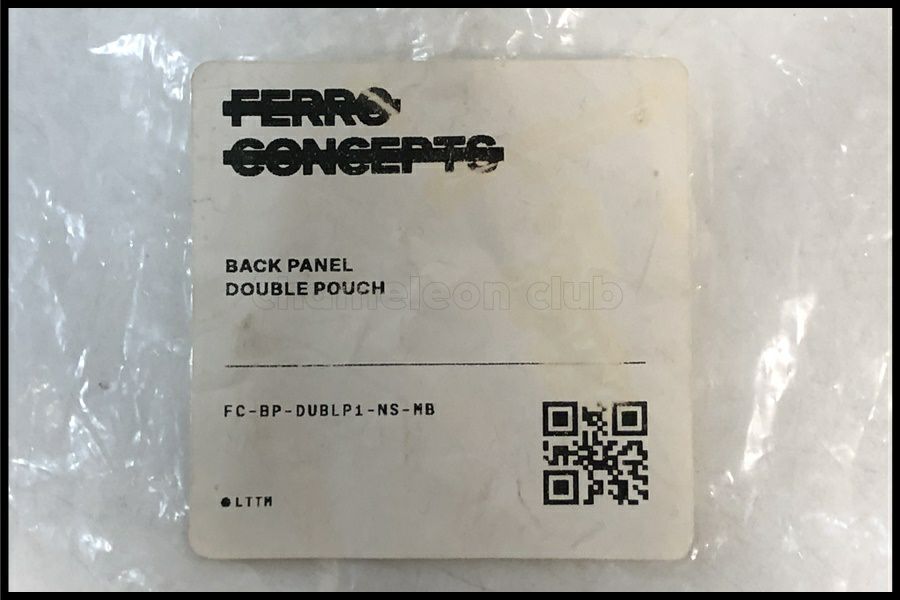 FERRO
CONCEPTS
BACK PANEL
DOUBLE POUCH
chameleon club
FC-BP-DUBLP1-NS-MB
LTTM